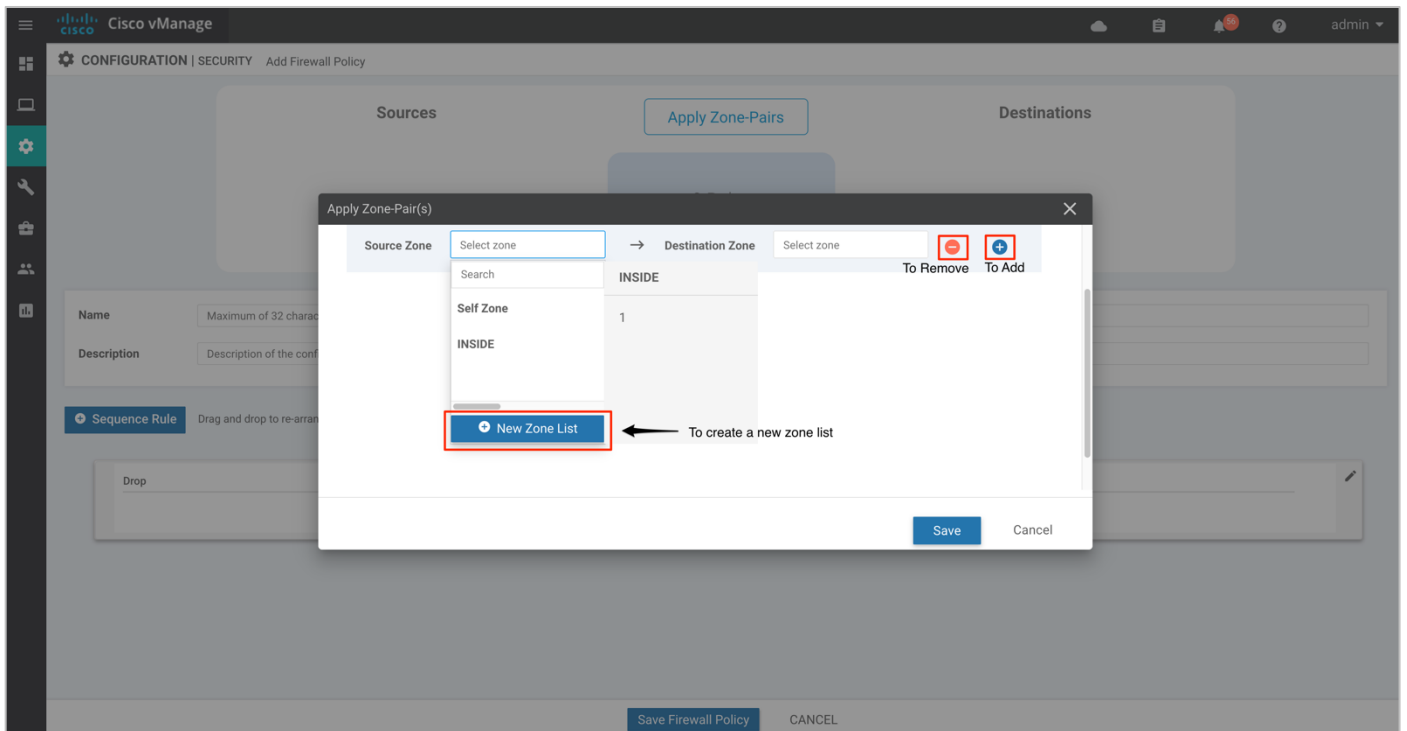 cisco Cisco vManage 56 admin
CONFIGURATION | SECURITY Add Firewall Policy
Sources Apply Zone-Pairs Destinations
Apply Zone-Pair(s)
Source Zone Select zone → Destination Zone Select zone
To Remove To Add
Search INSIDE
Self Zone 1
INSIDE
Name Maximum of 32 charac
Description Description of the conf
Sequence Rule Drag and drop to re-arran
New Zone List To create a new zone list
Drop
Save Cancel
Save Firewall Policy CANCEL